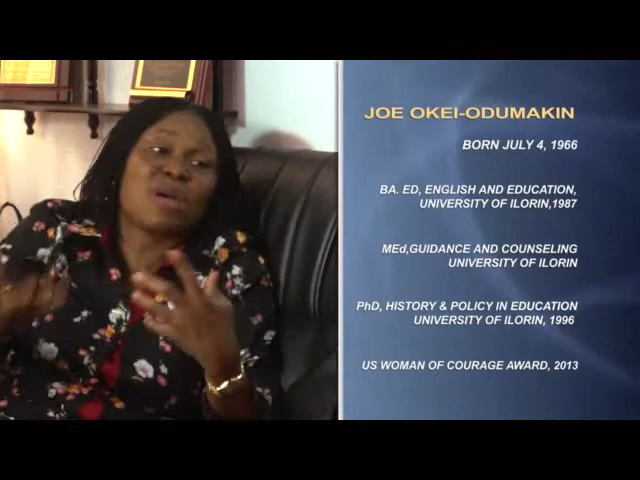 JOE OKEI-ODUMAKIN
BORN JULY 4, 1966
BA. ED, ENGLISH AND EDUCATION,
UNIVERSITY OF ILORIN,1987
MEd,GUIDANCE AND COUNSELING
UNIVERSITY OF ILORIN
PhD, HISTORY & POLICY IN EDUCATION
UNIVERSITY OF ILORIN, 1996
US WOMAN OF COURAGE AWARD, 2013